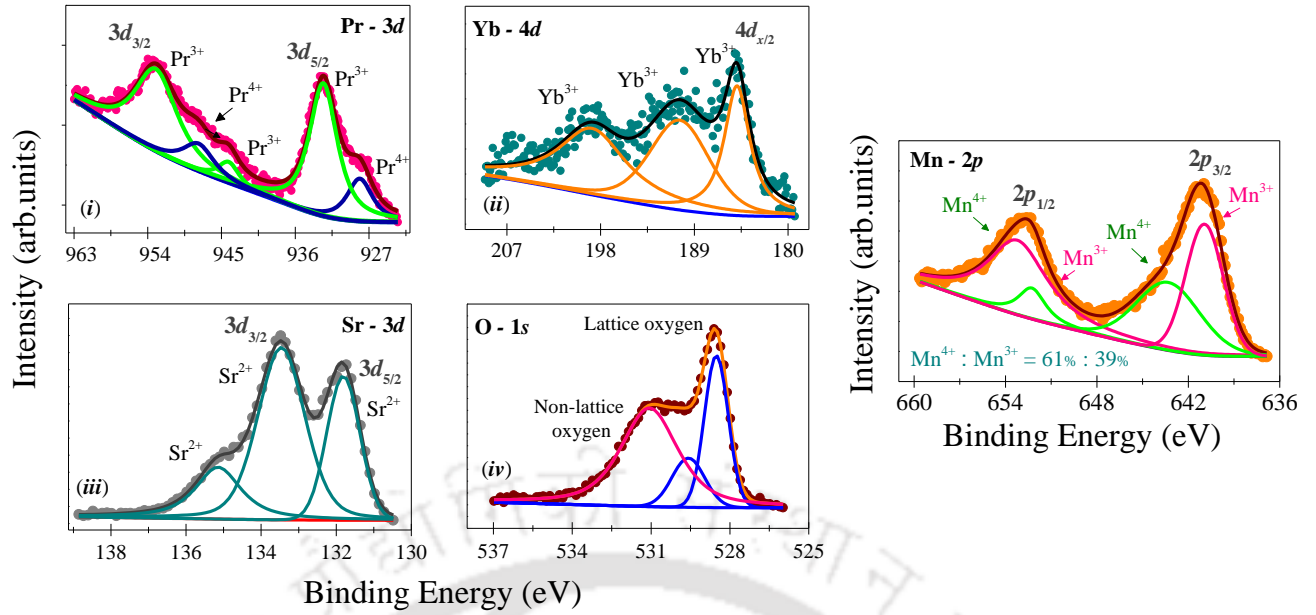 Intensity (arb.units)
Pr - 3d
3d3/2
Pr3+
Pr4+
Pr3+
3d5/2
Pr3+
Pr4+
(i)
963 954 945 936 927
Yb - 4d
4dx/2
Yb3+
Yb3+
Yb3+
(ii)
207 198 189 180
Sr - 3d
3d3/2
3d5/2
Sr2+
Sr2+
Sr2+
(iii)
138 136 134 132 130
O - 1s
Lattice oxygen
Non-lattice
oxygen
(iv)
537 534 531 528 525
Binding Energy (eV)
Intensity (arb.units)
Mn - 2p
2p3/2
2p1/2
Mn4+
Mn3+
Mn4+
Mn3+
Mn4+ : Mn3+ = 61% : 39%
660 654 648 642 636
Binding Energy (eV)